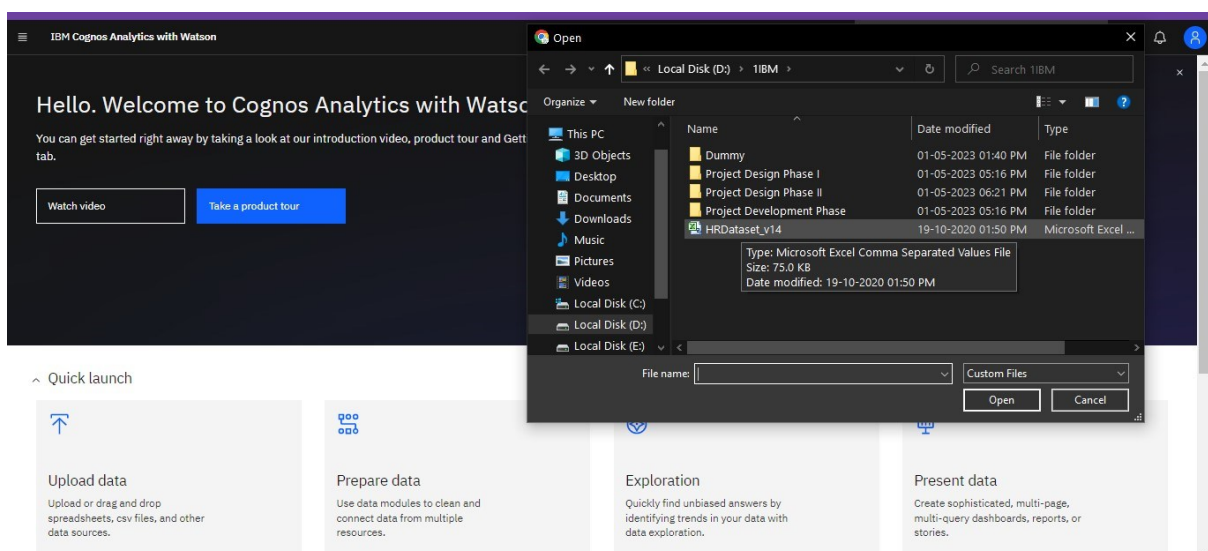 IBM Cognos Analytics with Watson
Hello. Welcome to Cognos Analytics with Watso
You can get started right away by taking a look at our introduction video, product tour and Gett
tab.
Watch video
Take a product tour
Open
« Local Disk (D:) > 1IBM >
Search 1IBM
Organize
New folder
This PC
3D Objects
Desktop
Documents
Downloads
Music
Pictures
Videos
Local Disk (C:)
Local Disk (D:)
Local Disk (E:)
Name
Date modified
Type
Dummy
01-05-2023 01:40 PM
File folder
Project Design Phase I
01-05-2023 05:16 PM
File folder
Project Design Phase II
01-05-2023 06:21 PM
File folder
Project Development Phase
01-05-2023 05:16 PM
File folder
HRDataset_v14
19-10-2020 01:50 PM
Microsoft Excel ...
Type: Microsoft Excel Comma Separated Values File
Size: 75.0 KB
Date modified: 19-10-2020 01:50 PM
File name:
Custom Files
Open
Cancel
Quick launch
Upload data
Upload or drag and drop
spreadsheets, csv files, and other
data sources.
Prepare data
Use data modules to clean and
connect data from multiple
resources.
Exploration
Quickly find unbiased answers by
identifying trends in your data with
data exploration.
Present data
Create sophisticated, multi-page,
multi-query dashboards, reports, or
stories.